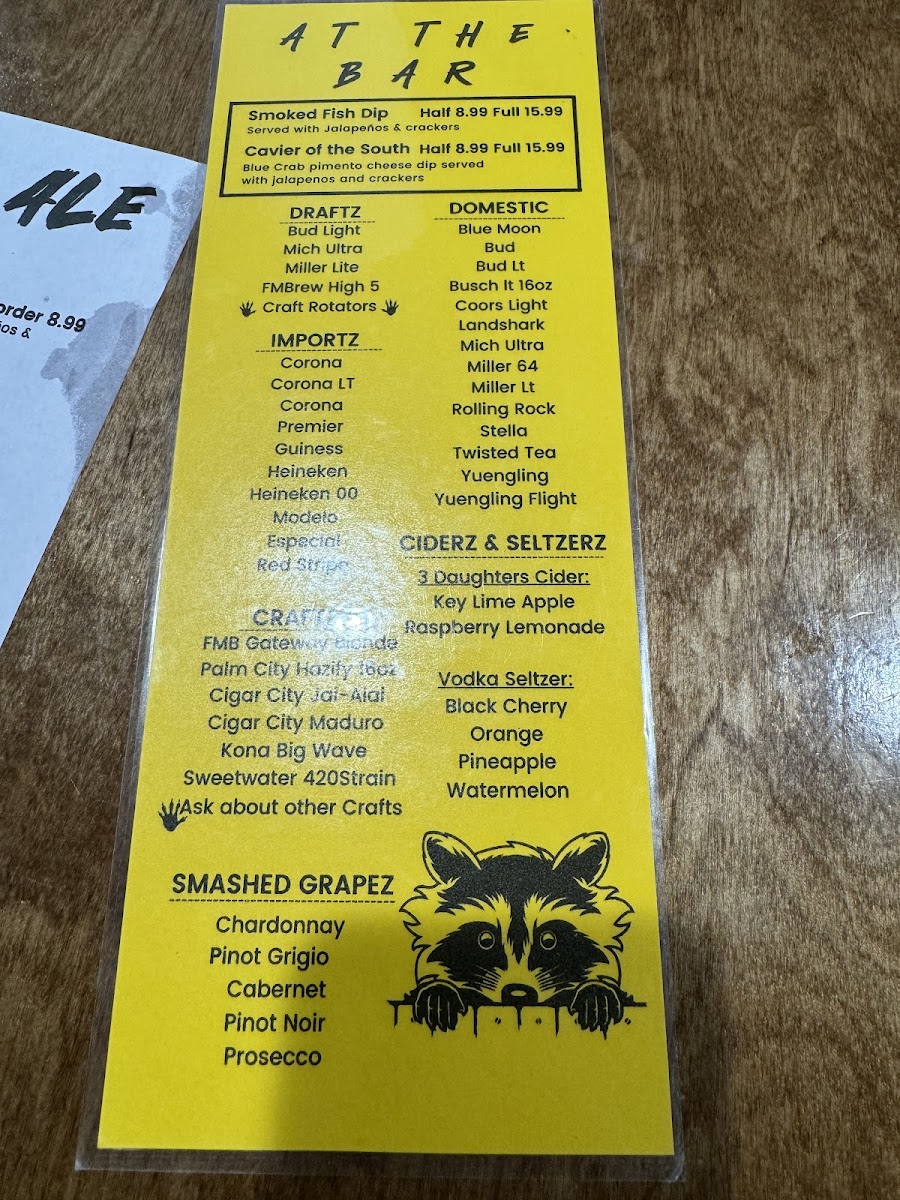 AT THE
BAR
Smoked Fish Dip Half 8.99 Full 15.99
Served with Jalapeños & crackers
Cavier of the South Half 8.99 Full 15.99
Blue Crab pimento cheese dip served
with jalapenos and crackers
DRAFTZ
Bud Light
Mich Ultra
Miller Lite
FMBrew High 5
Craft Rotators
IMPORTZ
Corona
Corona LT
Corona
Premier
Guiness
Heineken
Heineken 00
Modelo
Especial
Red Stripe
FMB Gateway Blonde
Palm City Hazify 16oz
Cigar City Jai-Alai
Cigar City Maduro
Kona Big Wave
Sweetwater 420Strain
Ask about other Crafts
SMASHED GRAPEZ
Chardonnay
Pinot Grigio
Cabernet
Pinot Noir
Prosecco
DOMESTIC
Blue Moon
Bud
Bud Lt
Busch lt 16oz
Coors Light
Landshark
Mich Ultra
Miller 64
Miller Lt
Rolling Rock
Stella
Twisted Tea
Yuengling
Yuengling Flight
CIDERZ & SELTZERZ
3 Daughters Cider:
Key Lime Apple
Raspberry Lemonade
Vodka Seltzer:
Black Cherry
Orange
Pineapple
Watermelon
ALE
order 8.99